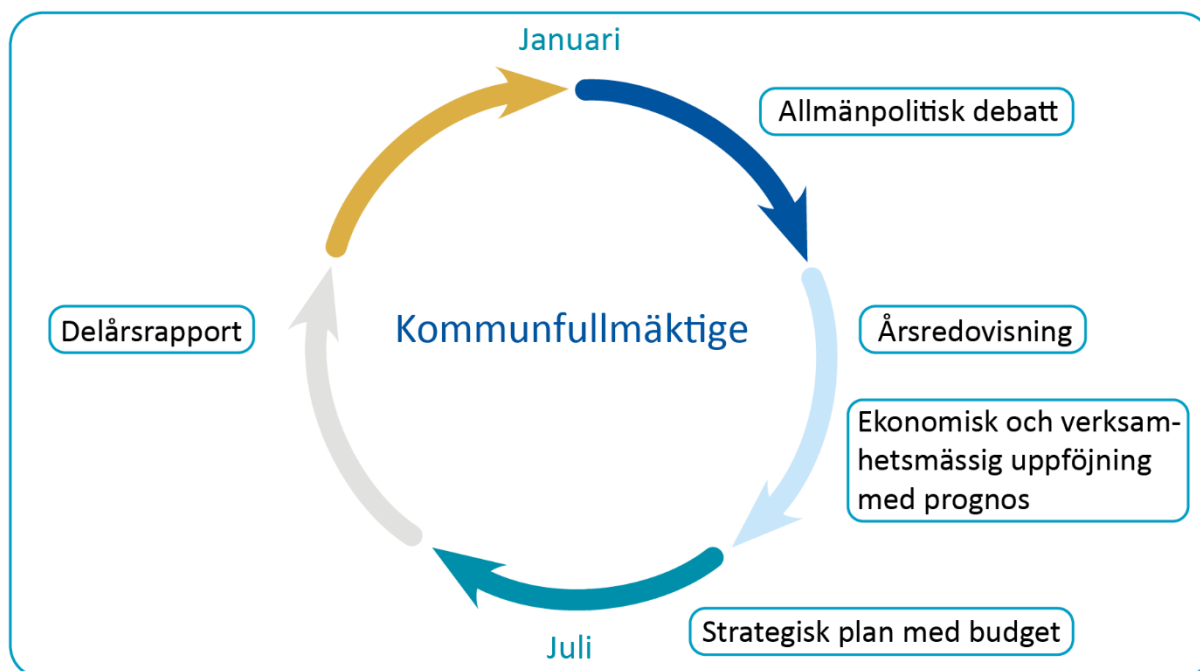 Januari
Allmänpolitisk debatt
Delårsrapport
Kommunfullmäktige
Årsredovisning
Ekonomisk och verksam-
hetsmässig uppföjning
med prognos
Strategisk plan med budget
Juli